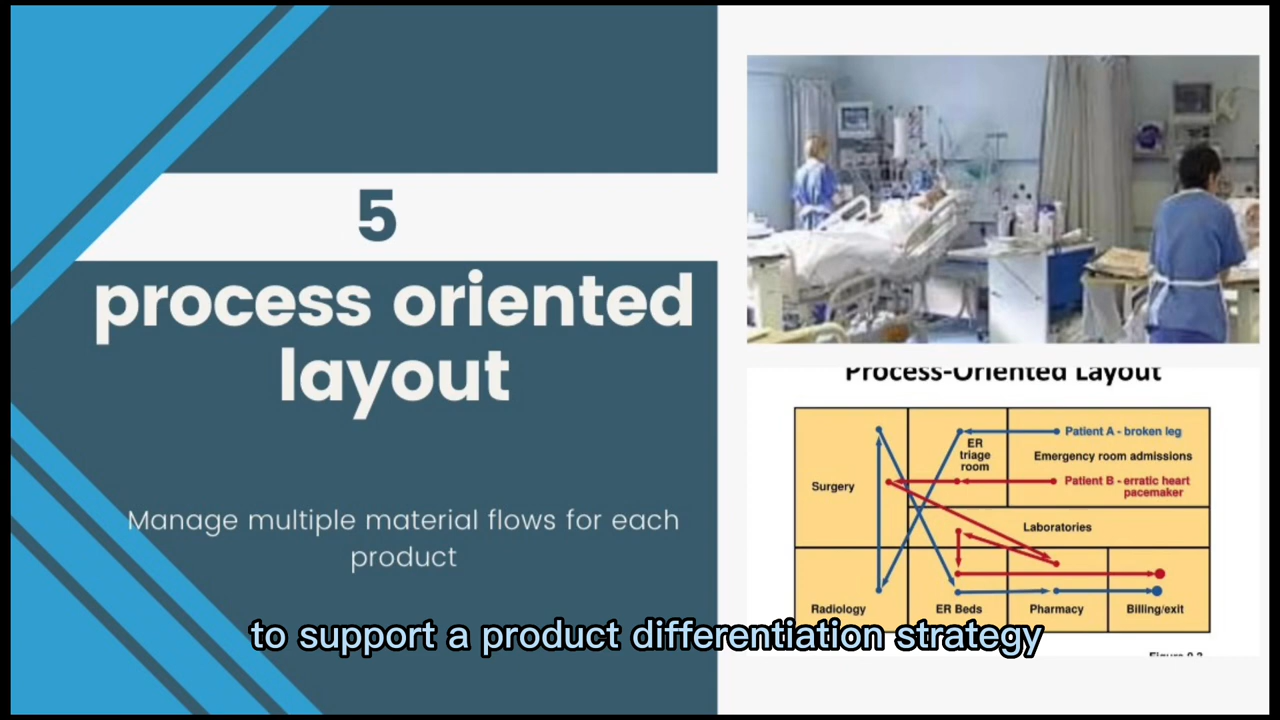 5
process oriented
layout
Manage multiple material flows for each
product
Process-Oriented Layout
Patient A - broken leg
ER
triage
room
Emergency room admissions
Surgery
Patient B - erratic heart
pacemaker
Laboratories
Radiology
ER Beds
Pharmacy
Billing/exit
to support a product differentiation strategy